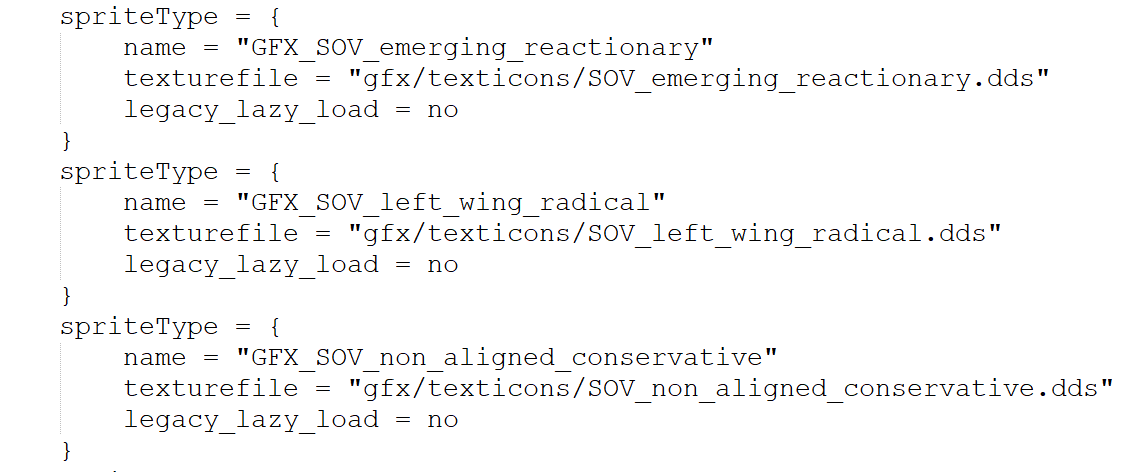 spriteType = {
    name = "GFX_SOV_emerging_reactionary"
    texturefile = "gfx/texticons/SOV_emerging_reactionary.dds"
    legacy_lazy_load = no
}
spriteType = {
    name = "GFX_SOV_left_wing_radical"
    texturefile = "gfx/texticons/SOV_left_wing_radical.dds"
    legacy_lazy_load = no
}
spriteType = {
    name = "GFX_SOV_non_aligned_conservative"
    texturefile = "gfx/texticons/SOV_non_aligned_conservative.dds"
    legacy_lazy_load = no
}